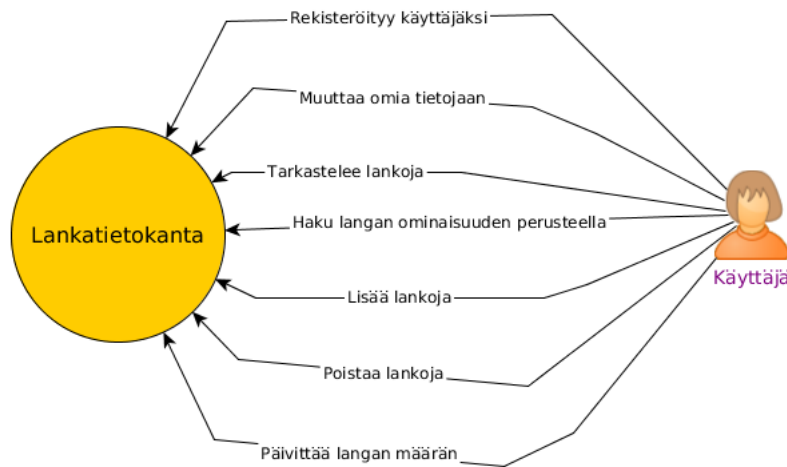 Rekisteröityy käyttäjäksi
Muuttaa omia tietojaan
Tarkastelee lankoja
Haku langan ominaisuuden perusteella
Lankatietokanta
Käyttäjä
Lisää lankoja
Poistaa lankoja
Päivittää langan määrän